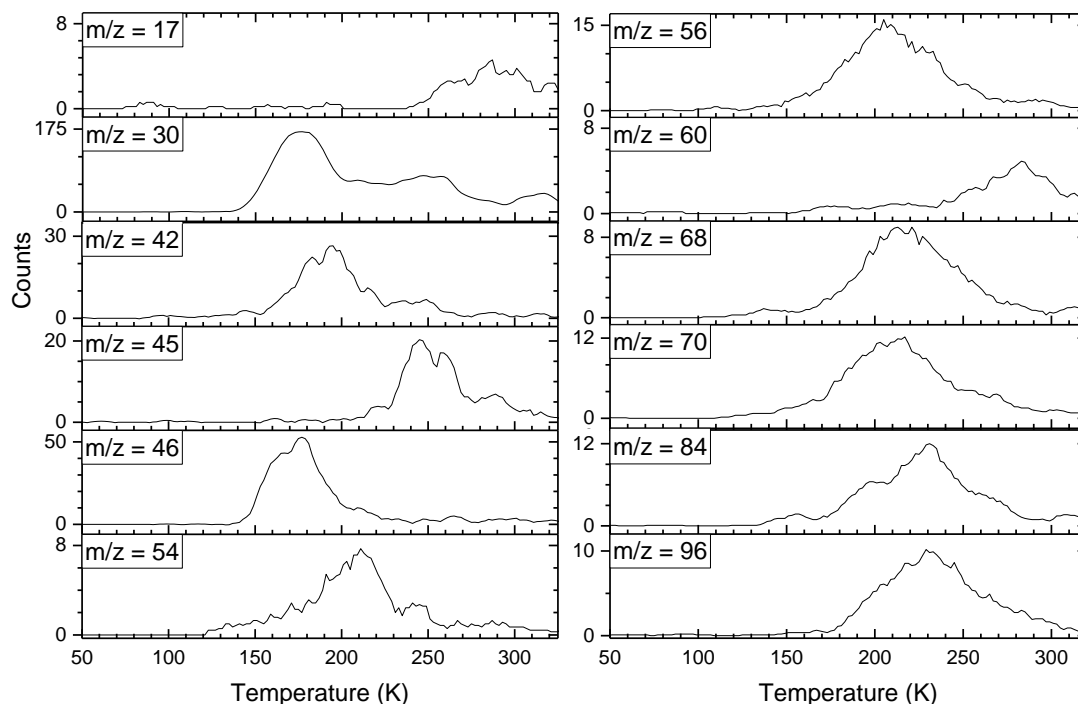 m/z = 17
8
0
m/z = 30
175
0
m/z = 42
30
0
m/z = 45
20
0
m/z = 46
50
0
m/z = 54
8
0
50 100 150 200 250 300
Temperature (K)
Counts
m/z = 56
15
0
m/z = 60
8
0
m/z = 68
8
0
m/z = 70
12
0
m/z = 84
12
0
m/z = 96
10
0
50 100 150 200 250 300
Temperature (K)